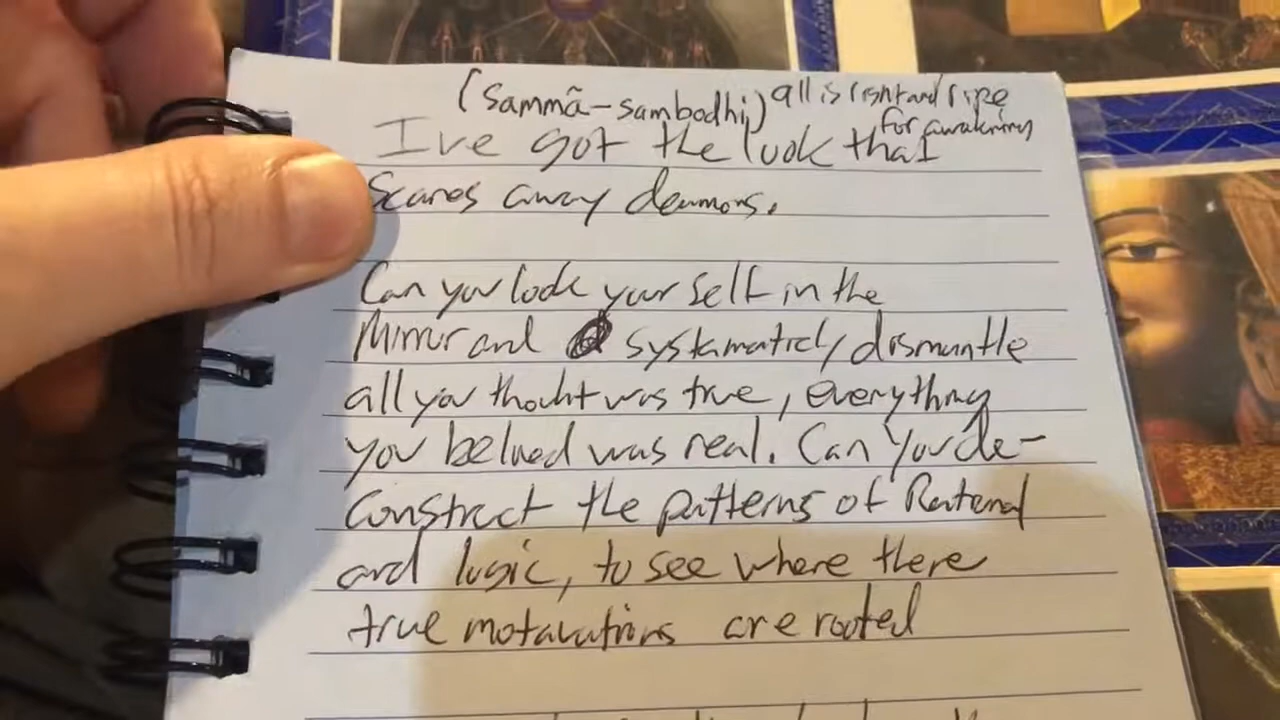 (Sammā-sambodhi) all is right and ripe
for awakning
I've got the look that
Scares away deamons.
Can you look your self in the
Mirror and systamaticly dismantle
all you thought was true, everything
you belived was real. Can you de-
construct the patterns of Rational
and logic, to see where there
true motavations are rooted